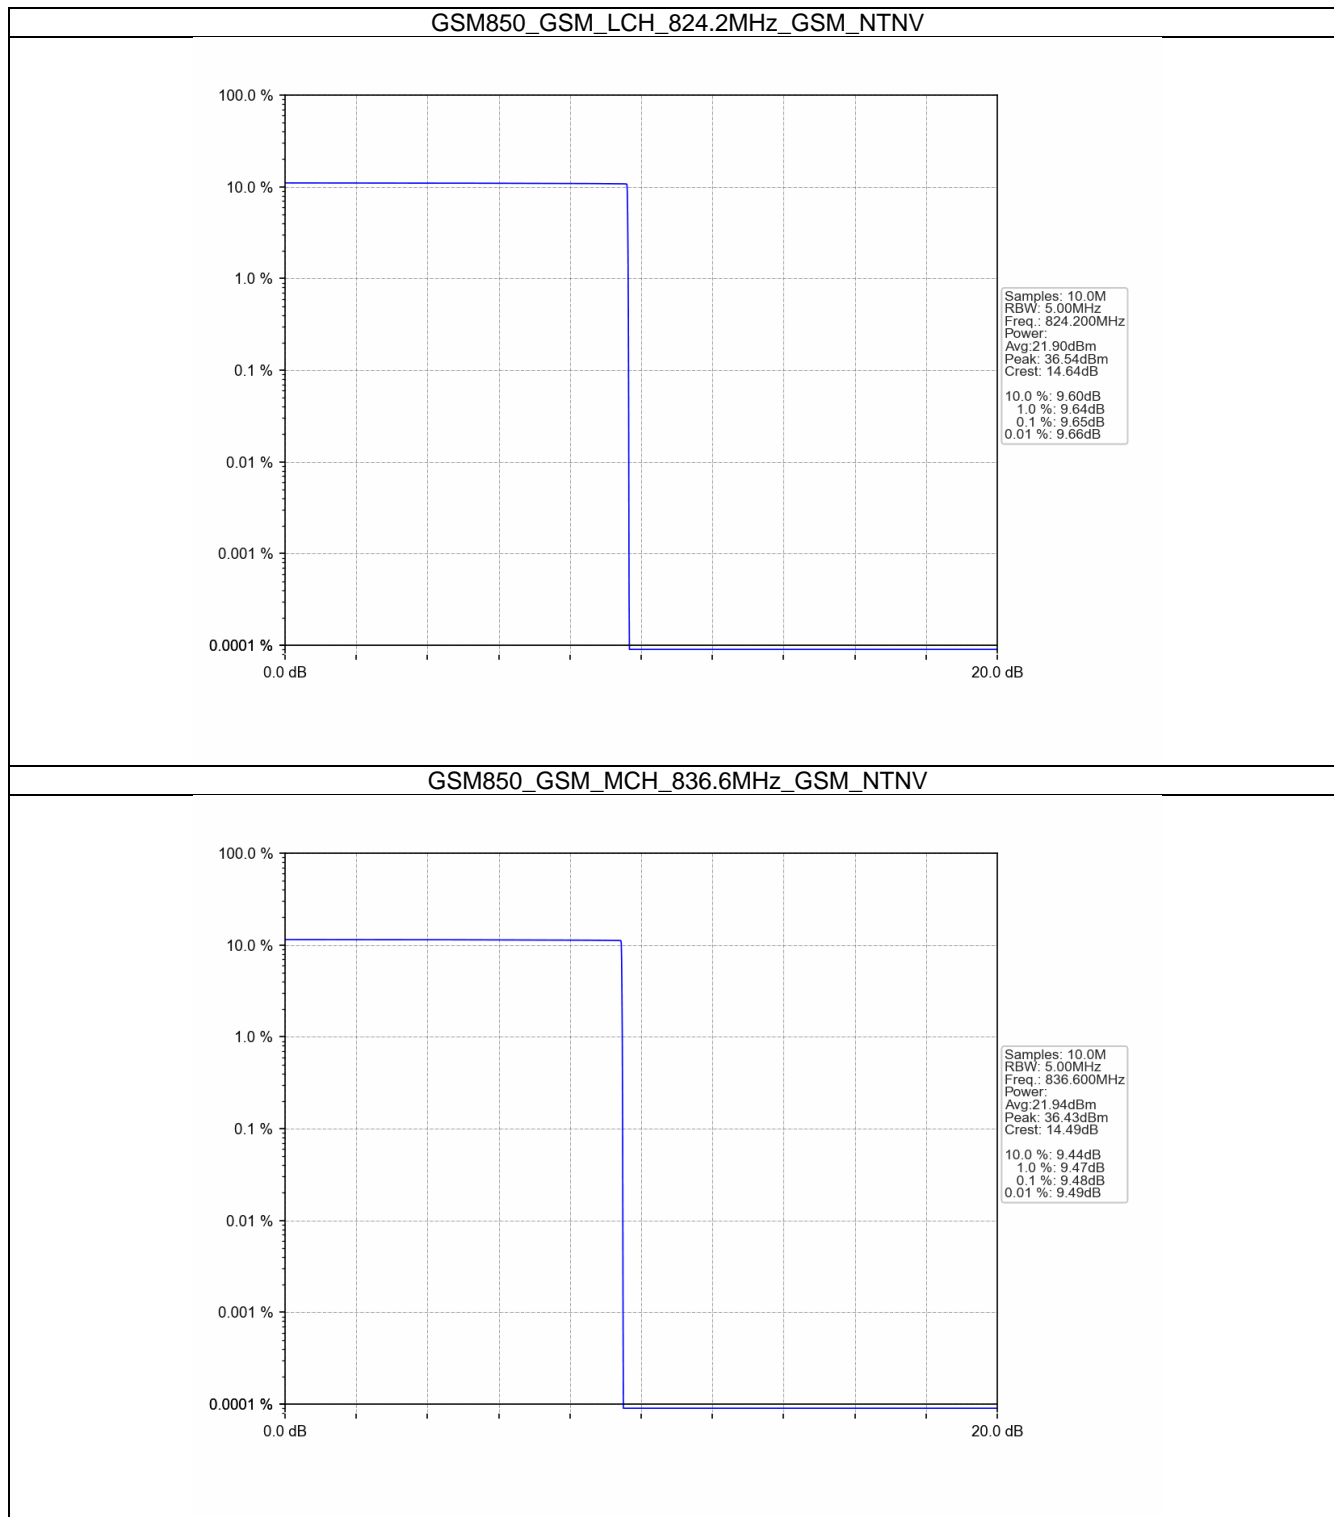 GSM850_GSM_LCH_824.2MHz_GSM_NTNV
100.0 %
10.0 %
1.0 %
0.1 %
0.01 %
0.001 %
0.0001 %
0.0 dB
20.0 dB
Samples: 10.0M
RBW: 5.00MHz
Freq.: 824.200MHz
Power:
Avg:21.90dBm
Peak: 36.54dBm
Crest: 14.64dB
10.0 %: 9.60dB
1.0 %: 9.64dB
0.1 %: 9.65dB
0.01 %: 9.66dB
GSM850_GSM_MCH_836.6MHz_GSM_NTNV
100.0 %
10.0 %
1.0 %
0.1 %
0.01 %
0.001 %
0.0001 %
0.0 dB
20.0 dB
Samples: 10.0M
RBW: 5.00MHz
Freq.: 836.600MHz
Power:
Avg:21.94dBm
Peak: 36.43dBm
Crest: 14.49dB
10.0 %: 9.44dB
1.0 %: 9.47dB
0.1 %: 9.48dB
0.01 %: 9.49dB